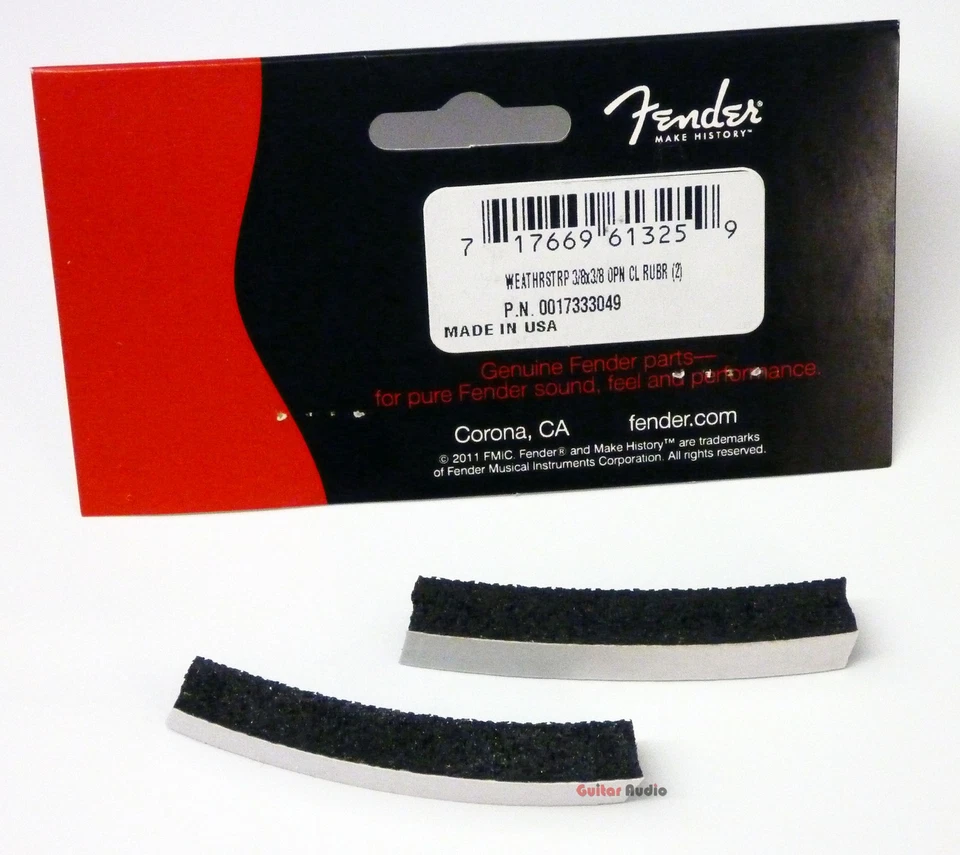 Fender®
MAKE HISTORY™
7 17669 61325 9
WEATHRSTRP 3/8x3/8 OPN CL RUBR (2)
P.N. 0017333049
MADE IN USA
Genuine Fender parts—
for pure Fender sound, feel and performance.
Corona, CA fender.com
© 2011 FMIC. Fender® and Make History™ are trademarks
of Fender Musical Instruments Corporation. All rights reserved.
Guitar Audio